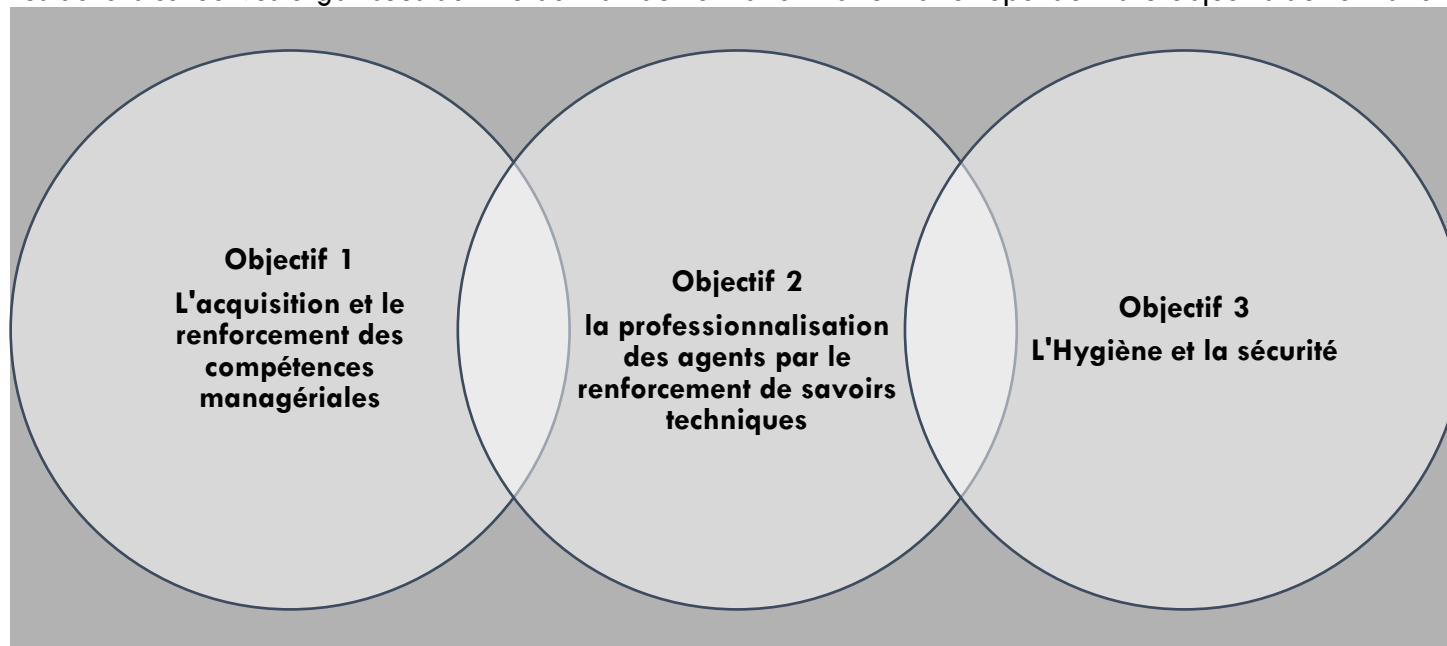 Objectif 1
L'acquisition et le
renforcement des
compétences
managériales
Objectif 2
la professionnalisation
des agents par le
renforcement de savoirs
techniques
Objectif 3
L'Hygiène et la sécurité